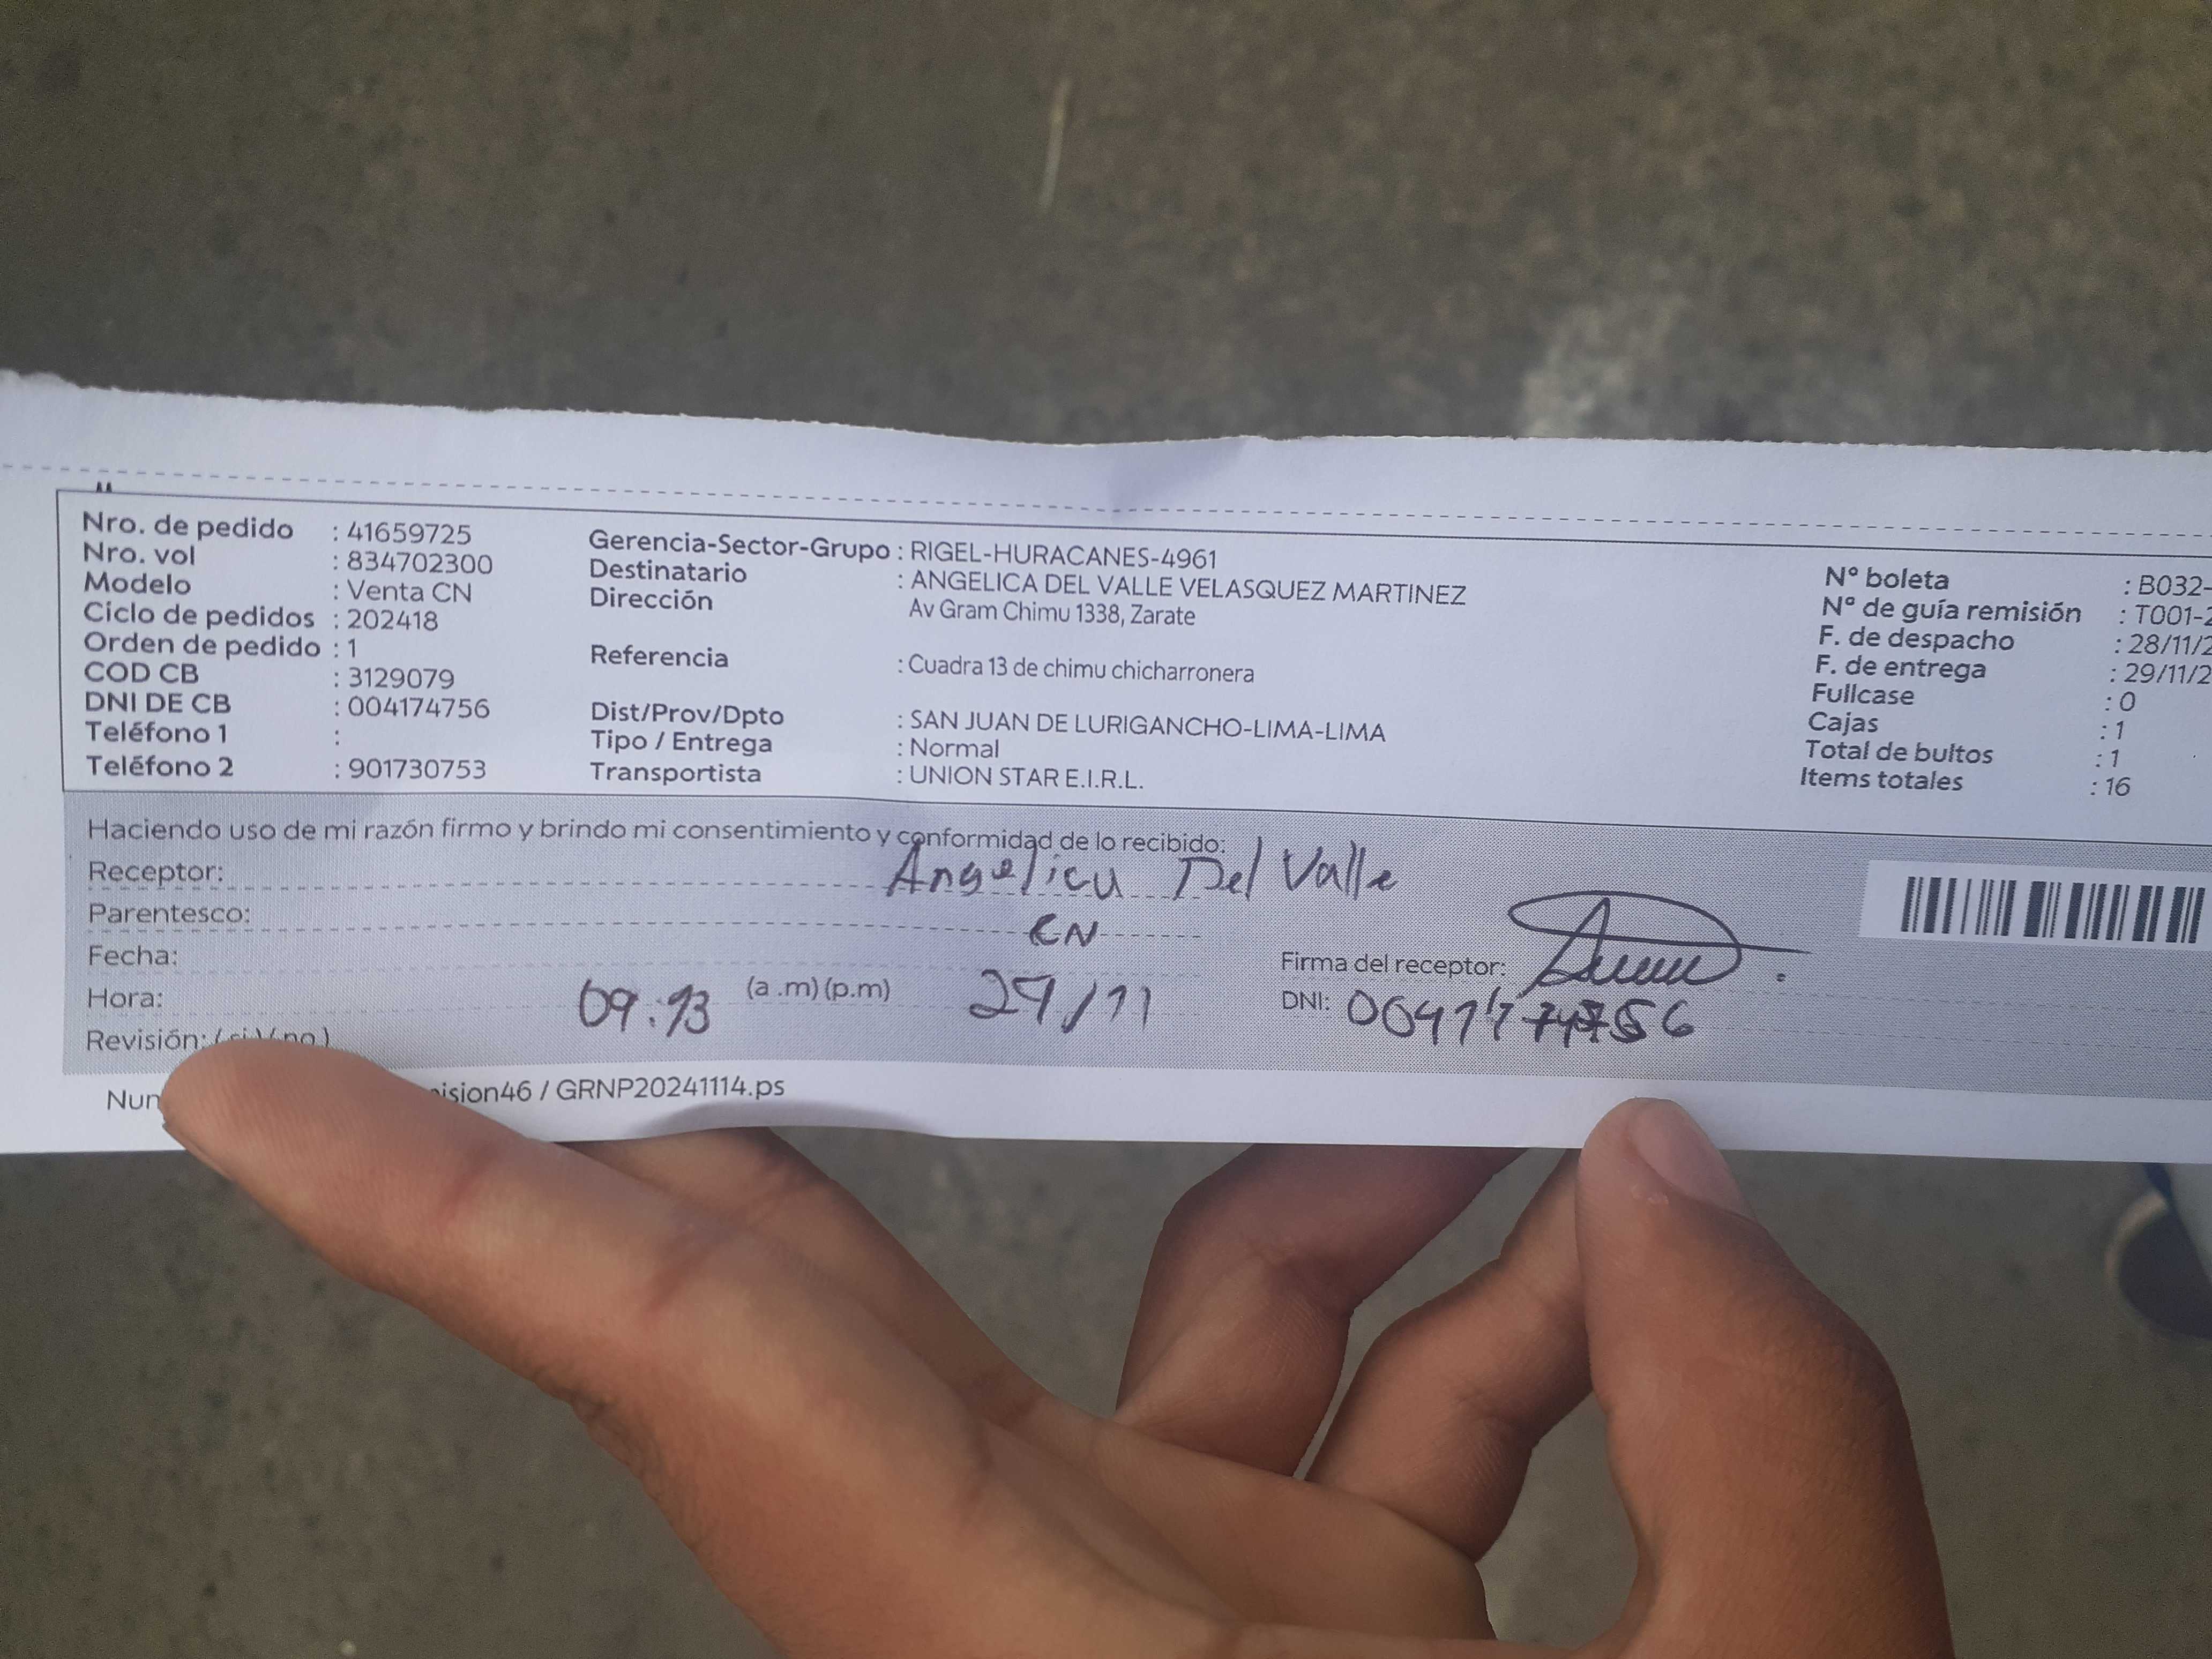 Nro. de pedido : 41659725
Nro. vol : 834702300
Modelo : Venta CN
Ciclo de pedidos : 202418
Orden de pedido : 1
COD CB : 3129079
DNI DE CB : 004174756
Teléfono 1 :
Teléfono 2 : 901730753
Gerencia-Sector-Grupo : RIGEL-HURACANES-4961
Destinatario : ANGELICA DEL VALLE VELASQUEZ MARTINEZ
Dirección Av Gram Chimu 1338, Zarate
Referencia : Cuadra 13 de chimu chicharronera
Dist/Prov/Dpto : SAN JUAN DE LURIGANCHO-LIMA-LIMA
Tipo / Entrega : Normal
Transportista : UNION STAR E.I.R.L.
N° boleta : B032-
N° de guía remisión : T001-2
F. de despacho : 28/11/2
F. de entrega : 29/11/2
Fullcase : 0
Cajas : 1
Total de bultos : 1
Items totales : 16
Haciendo uso de mi razón firmo y brindo mi consentimiento y conformidad de lo recibido:
Receptor: Angelica Del Valle
Parentesco: CN
Fecha:
Hora: 09:13 (a .m) (p.m) 29/11
Revisión: (si) (no)
Firma del receptor:
DNI:
ision46 / GRNP20241114.ps